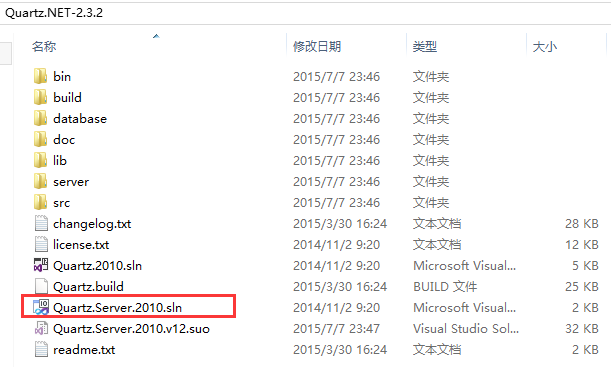 Quartz.NET-2.3.2
名称 修改日期 类型 大小
bin 2015/7/7 23:46 文件夹
build 2015/7/7 23:46 文件夹
database 2015/7/7 23:46 文件夹
doc 2015/7/7 23:46 文件夹
lib 2015/7/7 23:46 文件夹
server 2015/7/7 23:46 文件夹
src 2015/7/7 23:46 文件夹
changelog.txt 2015/3/30 16:24 文本文档 28 KB
license.txt 2014/11/2 9:20 文本文档 12 KB
Quartz.2010.sln 2014/11/2 9:20 Microsoft Visual... 5 KB
Quartz.build 2015/3/30 16:24 BUILD 文件 25 KB
Quartz.Server.2010.sln 2014/11/2 9:20 Microsoft Visual... 2 KB
Quartz.Server.2010.v12.suo 2015/7/7 23:47 Visual Studio Sol... 32 KB
readme.txt 2015/3/30 16:24 文本文档 2 KB